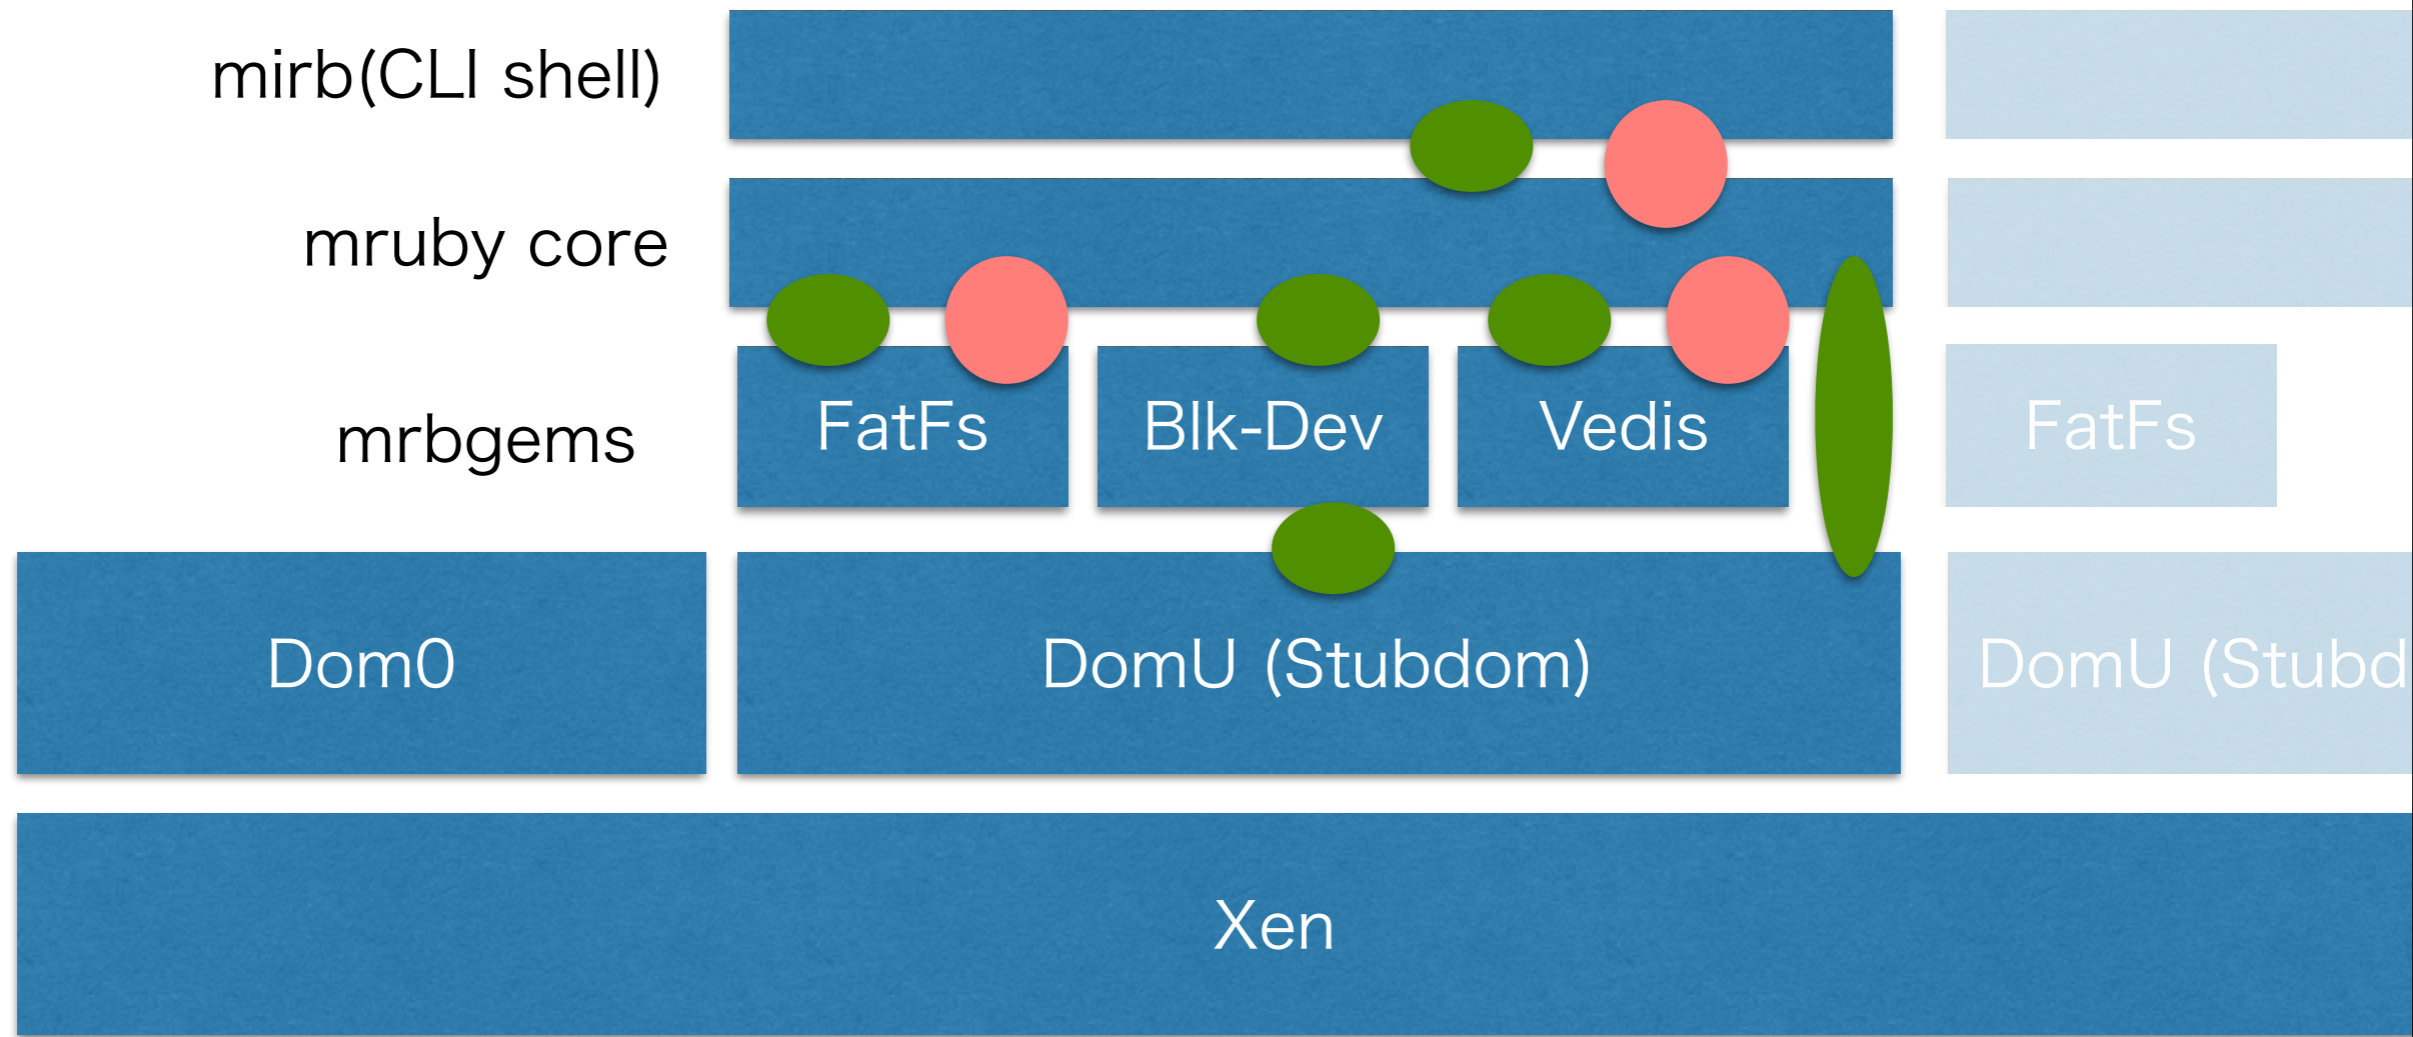 mirb(CLI shell)
mruby core
mrbgems
FatFs
Blk-Dev
Vedis
FatFs
Dom0
DomU (Stubdom)
DomU (Stubd
Xen